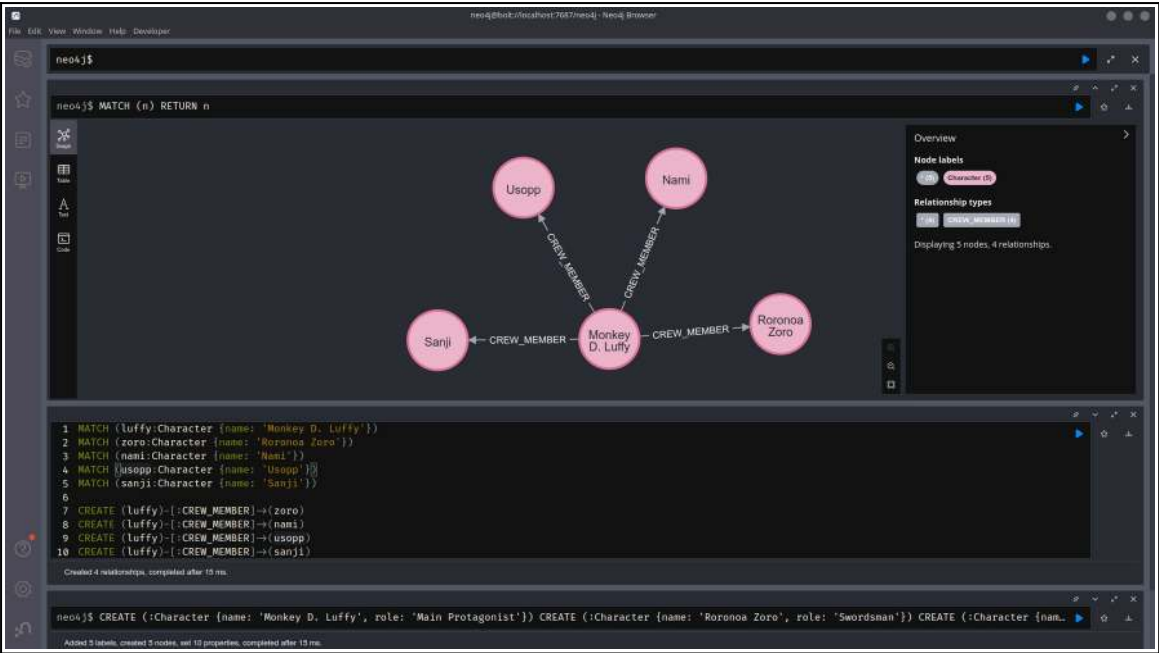 neo4j@bolt://localhost:7687/neo4j - Neo4j Browser
File Edit View Window Help Developer
neo4j$
neo4j$ MATCH (n) RETURN n
Graph
Table
Text
Code
Usopp
Nami
Sanji
Monkey D. Luffy
Roronoa Zoro
CREW_MEMBER
CREW_MEMBER
CREW_MEMBER
CREW_MEMBER
Overview
Node labels
* (5) Character (5)
Relationship types
* (4) CREW_MEMBER (4)
Displaying 5 nodes, 4 relationships.
1 MATCH (luffy:Character {name: 'Monkey D. Luffy'})
2 MATCH (zoro:Character {name: 'Roronoa Zoro'})
3 MATCH (nami:Character {name: 'Nami'})
4 MATCH (usopp:Character {name: 'Usopp'})
5 MATCH (sanji:Character {name: 'Sanji'})
6
7 CREATE (luffy)-[:CREW_MEMBER]→(zoro)
8 CREATE (luffy)-[:CREW_MEMBER]→(nami)
9 CREATE (luffy)-[:CREW_MEMBER]→(usopp)
10 CREATE (luffy)-[:CREW_MEMBER]→(sanji)
Created 4 relationships, completed after 15 ms.
neo4j$ CREATE (:Character {name: 'Monkey D. Luffy', role: 'Main Protagonist'}) CREATE (:Character {name: 'Roronoa Zoro', role: 'Swordsman'}) CREATE (:Character {nam…
Added 5 labels, created 5 nodes, set 10 properties, completed after 15 ms.